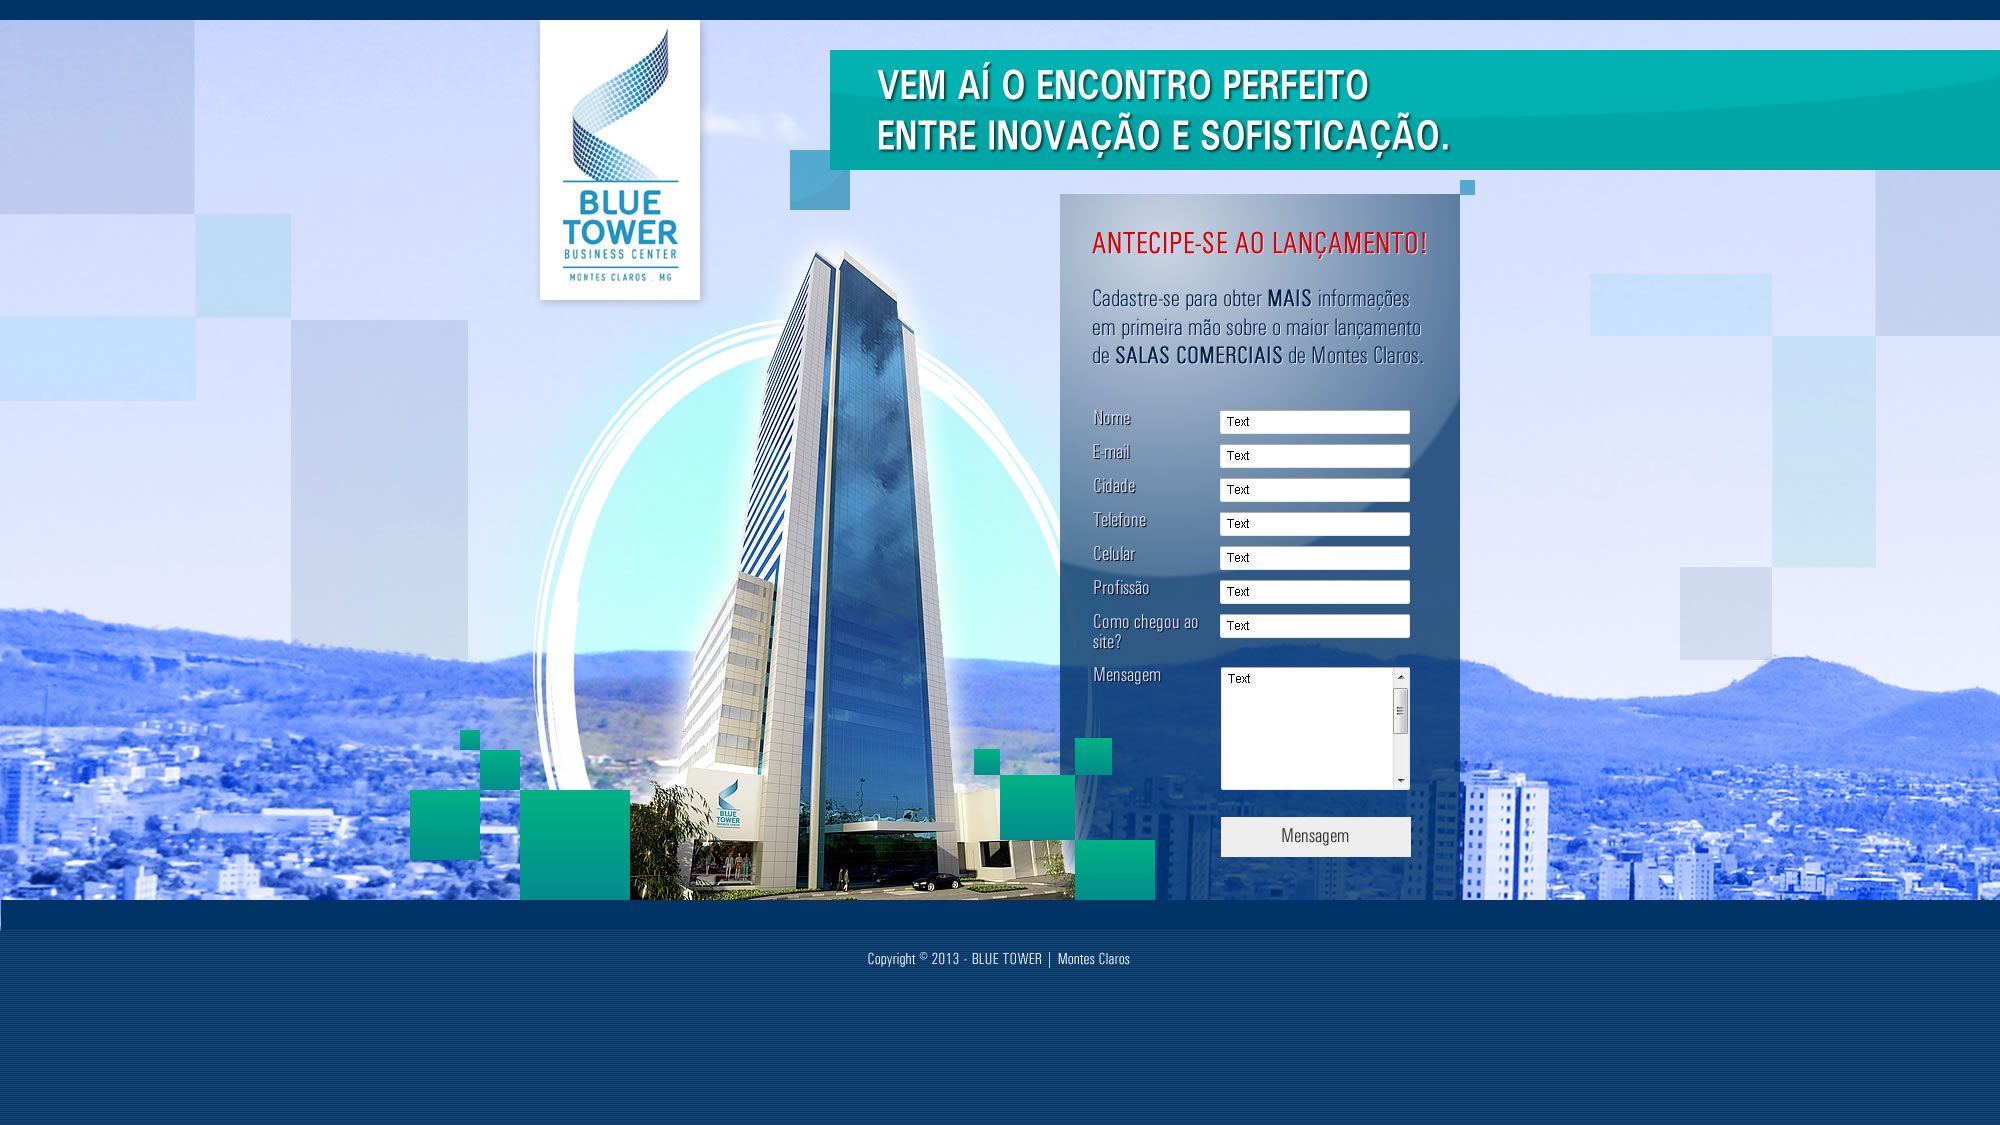 VEM AÍ O ENCONTRO PERFEITO
ENTRE INOVAÇÃO E SOFISTICAÇÃO.
BLUE
TOWER
BUSINESS CENTER
MONTES CLAROS . MG
ANTECIPE-SE AO LANÇAMENTO!
Cadastre-se para obter MAIS informações
em primeira mão sobre o maior lançamento
de SALAS COMERCIAIS de Montes Claros.
Nome Text
E-mail Text
Cidade Text
Telefone Text
Celular Text
Profissão Text
Como chegou ao Text
site?
Mensagem Text
Mensagem
BLUE
TOWER
Copyright © 2013 - BLUE TOWER | Montes Claros